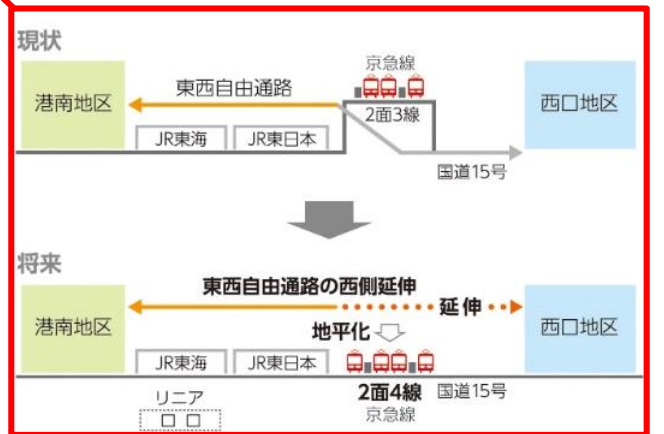 現状
京急線
港南地区
東西自由通路
2面3線
西口地区
JR東海
JR東日本
国道15号
将来
東西自由通路の西側延伸
延伸
港南地区
地平化
西口地区
JR東海
JR東日本
リニア
2面4線
国道15号
京急線